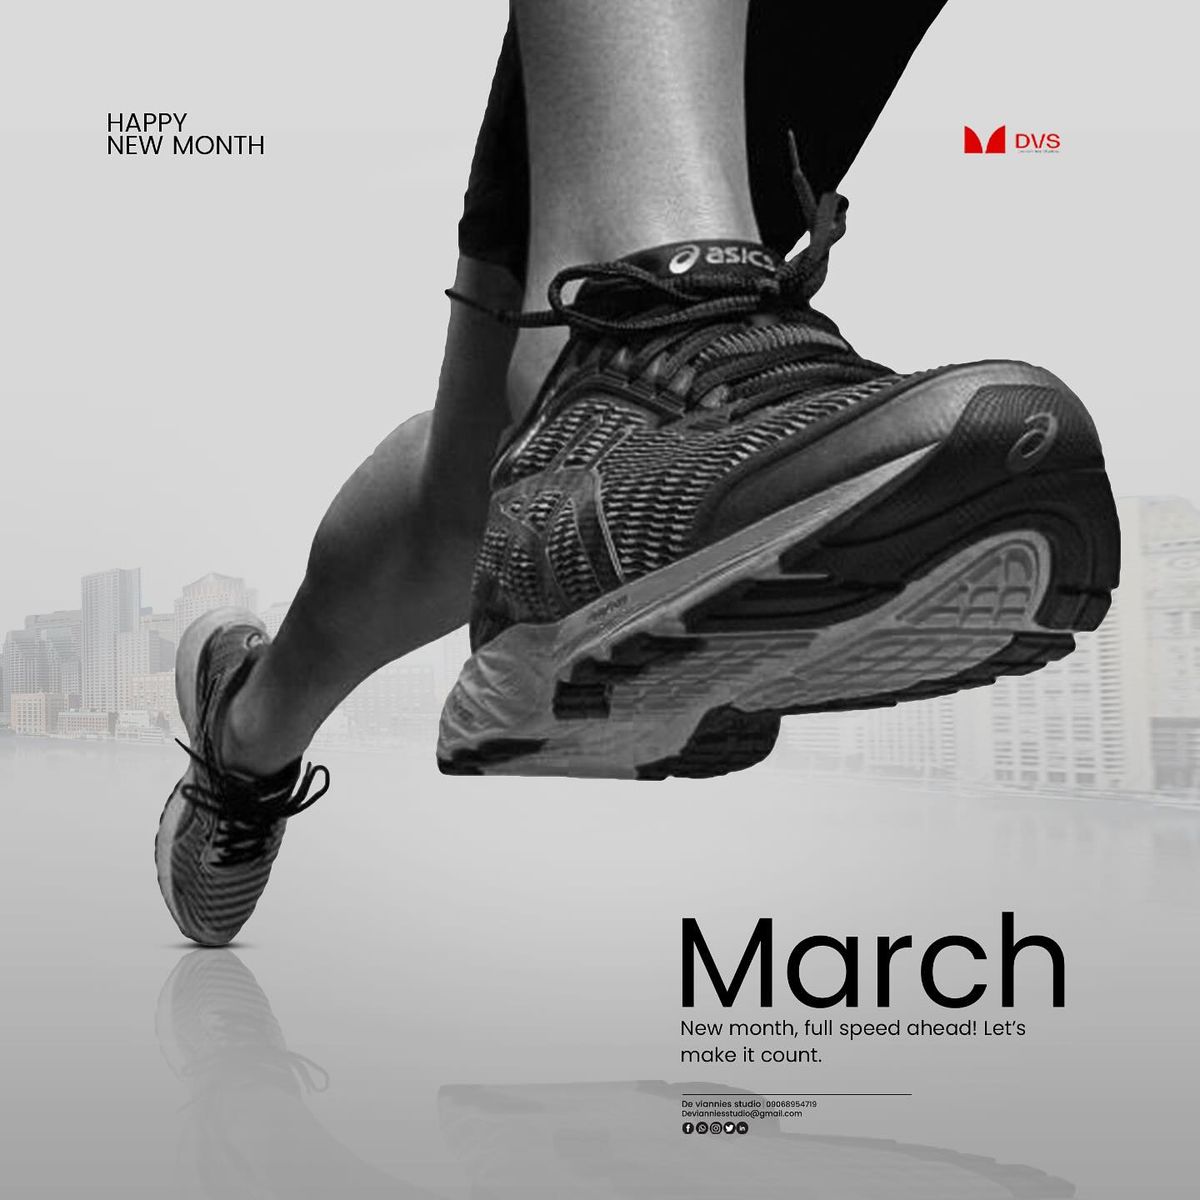 HAPPY
NEW MONTH
DVS
asics
March
New month, full speed ahead! Let's
make it count.
De viannies studio | 09068954719
Devianniesstudio@gmail.com